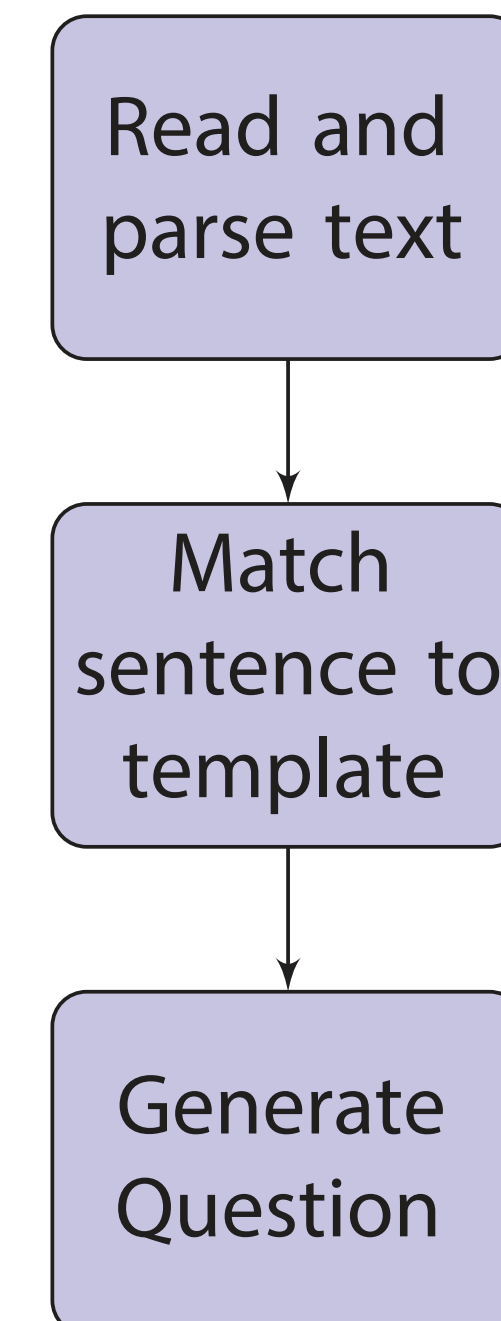 Read and
parse text
Match
sentence to
template
Generate
Question